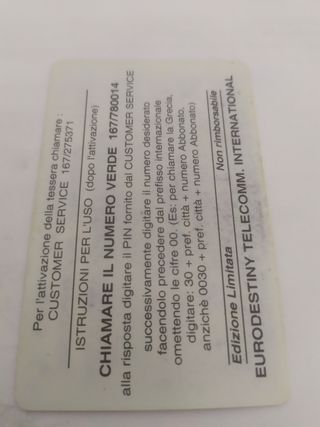 Per l'attivazione della tessera chiamare :
CUSTOMER SERVICE 167/275371
ISTRUZIONI PER L'USO (dopo l'attivazione)
CHIAMARE IL NUMERO VERDE 167/780014
alla risposta digitare il PIN fornito dal CUSTOMER SERVICE
successivamente digitare il numero desiderato
facendolo precedere dal prefisso internazionale
omettendo le cifre 00. (Es: per chiamare la Grecia,
digitare: 30 + pref. città + numero Abbonato,
anzichè 0030 + pref. città + numero Abbonato)
Edizione Limitata Non rimborsabile
EURODESTINY TELECOMM. INTERNATIONAL